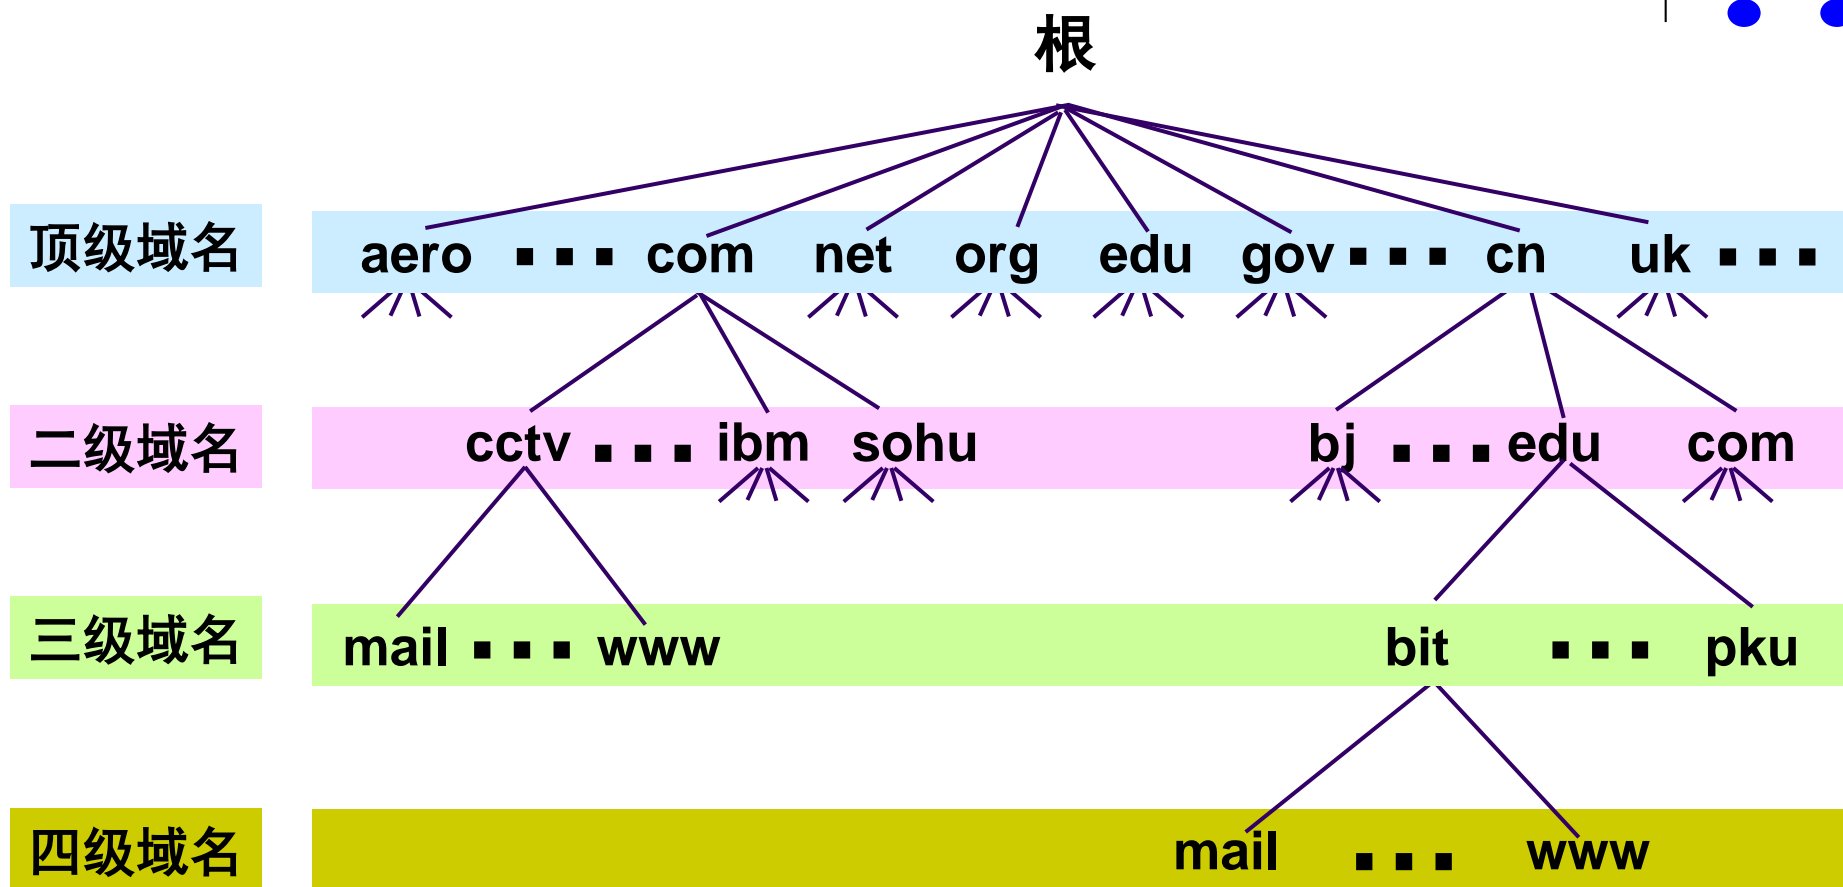 根
顶级域名 aero ▪ ▪ ▪ com net org edu gov ▪ ▪ ▪ cn uk ▪ ▪ ▪
二级域名 cctv ▪ ▪ ▪ ibm sohu bj ▪ ▪ ▪ edu com
三级域名 mail ▪ ▪ ▪ www bit ▪ ▪ ▪ pku
四级域名 mail ▪ ▪ ▪ www